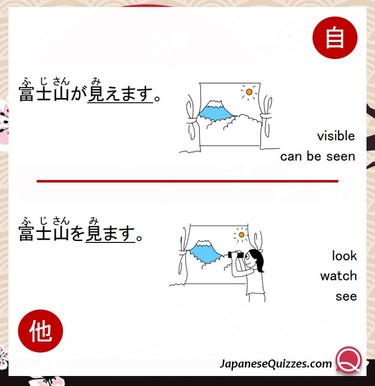 自
ふじさん み
富士山が見えます。
visible
can be seen
ふじさん み
富士山を見ます。
look
watch
see
他
JapaneseQuizzes.com